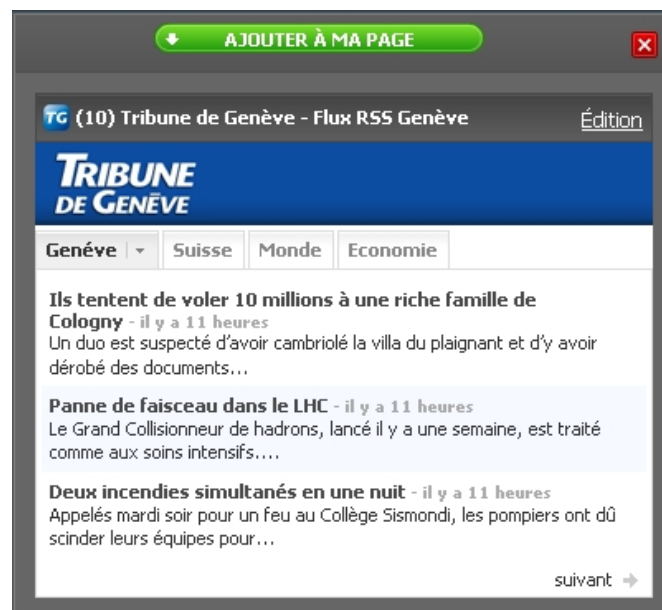 AJOUTER À MA PAGE
TG (10) Tribune de Genève - Flux RSS Genève Édition
TRIBUNE
DE GENĒVE
Genéve Suisse Monde Economie
Ils tentent de voler 10 millions à une riche famille de
Cologny - il y a 11 heures
Un duo est suspecté d'avoir cambriolé la villa du plaignant et d'y avoir
dérobé des documents...
Panne de faisceau dans le LHC - il y a 11 heures
Le Grand Collisionneur de hadrons, lancé il y a une semaine, est traité
comme aux soins intensifs....
Deux incendies simultanés en une nuit - il y a 11 heures
Appelés mardi soir pour un feu au Collège Sismondi, les pompiers ont dû
scinder leurs équipes pour...
suivant